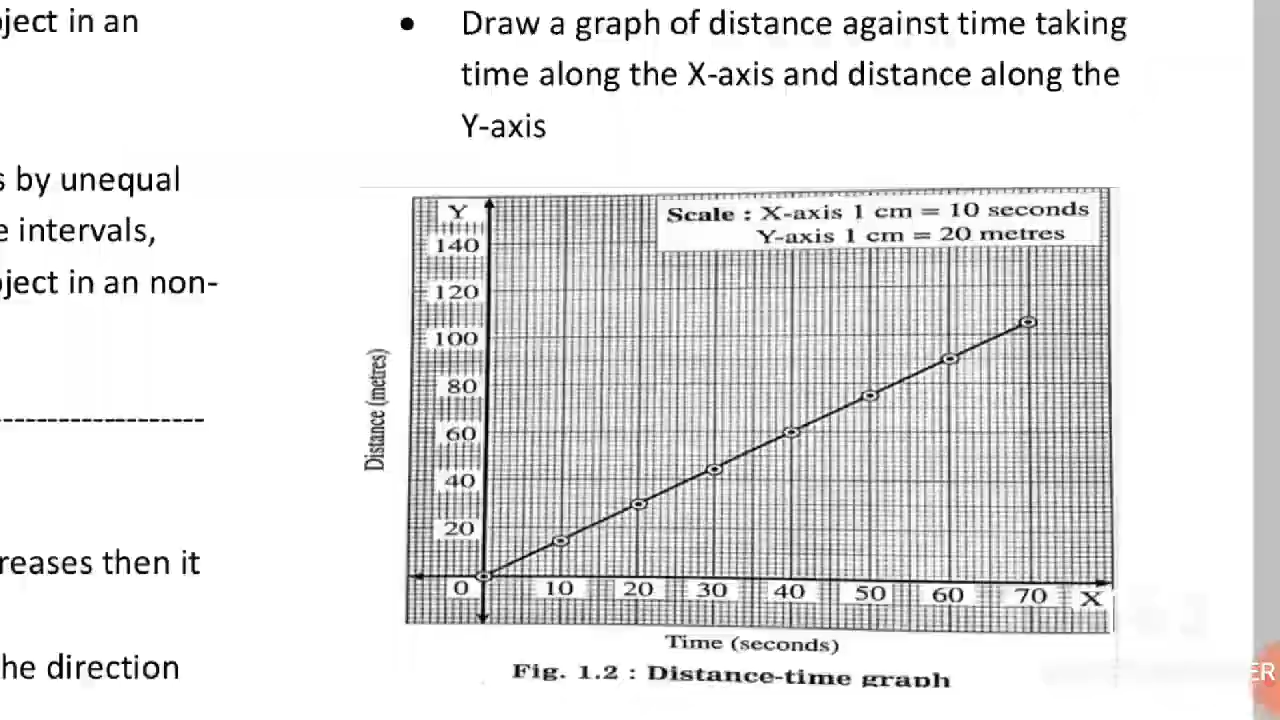 ject in an
s by unequal
e intervals,
ject in an non-
reases then it
he direction
• Draw a graph of distance against time taking
time along the X-axis and distance along the
Y-axis
Scale : X-axis 1 cm = 10 seconds
Y-axis 1 cm = 20 metres
Y
140
120
100
80
60
40
20
0 10 20 30 40 50 60 70 X
Distance (metres)
Time (seconds)
Fig. 1.2 : Distance-time graph
ER